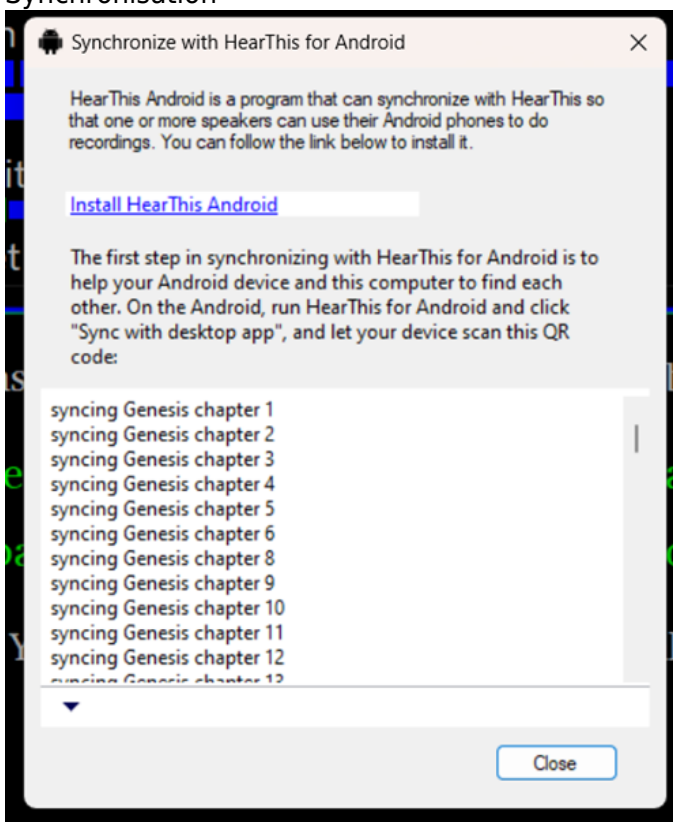 Synchronisation
Synchronize with HearThis for Android
HearThis Android is a program that can synchronize with HearThis so
that one or more speakers can use their Android phones to do
recordings. You can follow the link below to install it.
Install HearThis Android
The first step in synchronizing with HearThis for Android is to
help your Android device and this computer to find each
other. On the Android, run HearThis for Android and click
"Sync with desktop app", and let your device scan this QR
code:
syncing Genesis chapter 1
syncing Genesis chapter 2
syncing Genesis chapter 3
syncing Genesis chapter 4
syncing Genesis chapter 5
syncing Genesis chapter 6
syncing Genesis chapter 8
syncing Genesis chapter 9
syncing Genesis chapter 10
syncing Genesis chapter 11
syncing Genesis chapter 12
syncing Genesis chapter 13
Close